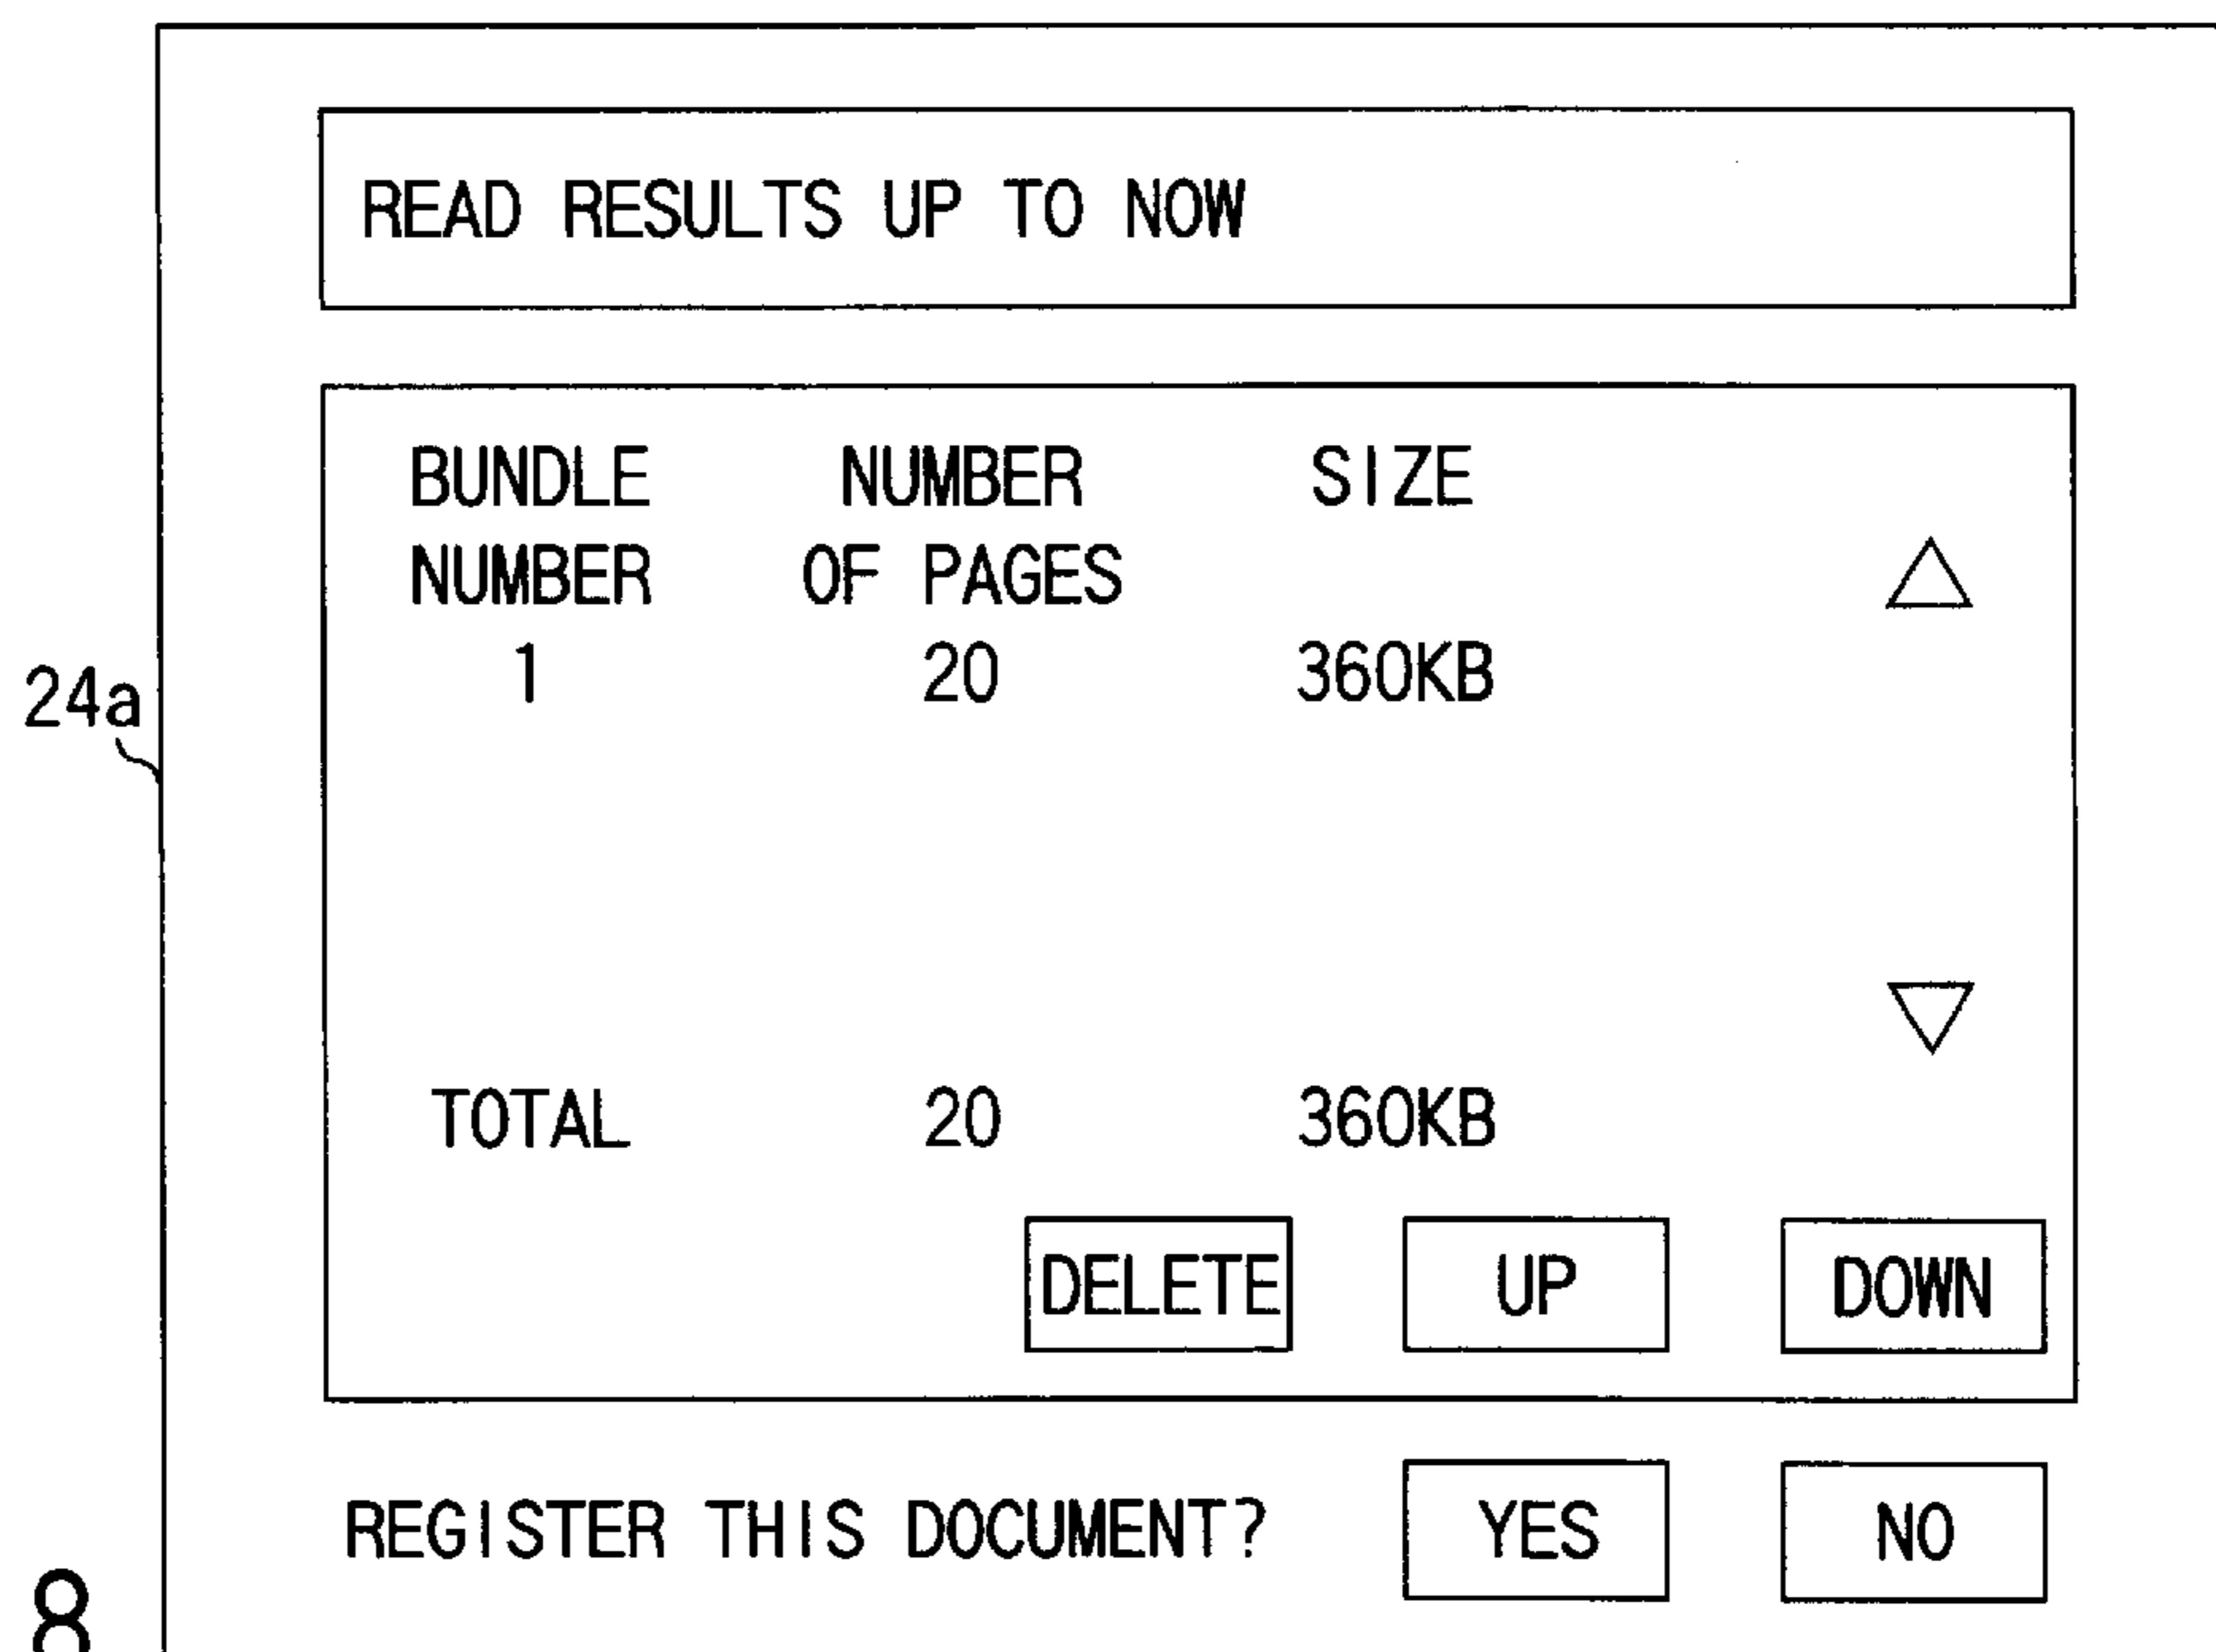 READ RESULTS UP TO NOW
BUNDLE NUMBER SIZE
NUMBER OF PAGES
1 20 360KB
24a
TOTAL 20 360KB
DELETE UP DOWN
REGISTER THIS DOCUMENT? YES NO
8